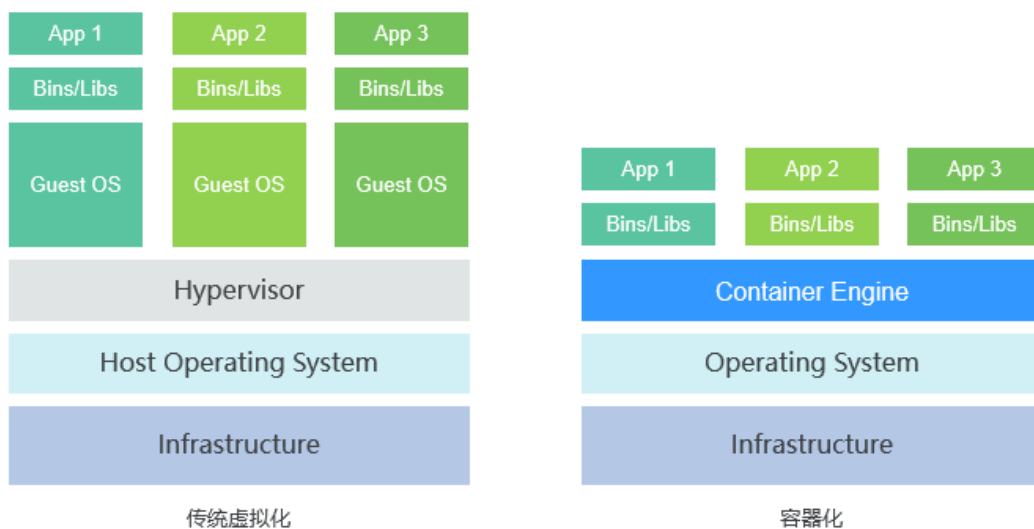 App 1
App 2
App 3
Bins/Libs
Bins/Libs
Bins/Libs
Guest OS
Guest OS
Guest OS
Hypervisor
Host Operating System
Infrastructure
传统虚拟化
App 1
App 2
App 3
Bins/Libs
Bins/Libs
Bins/Libs
Container Engine
Operating System
Infrastructure
容器化